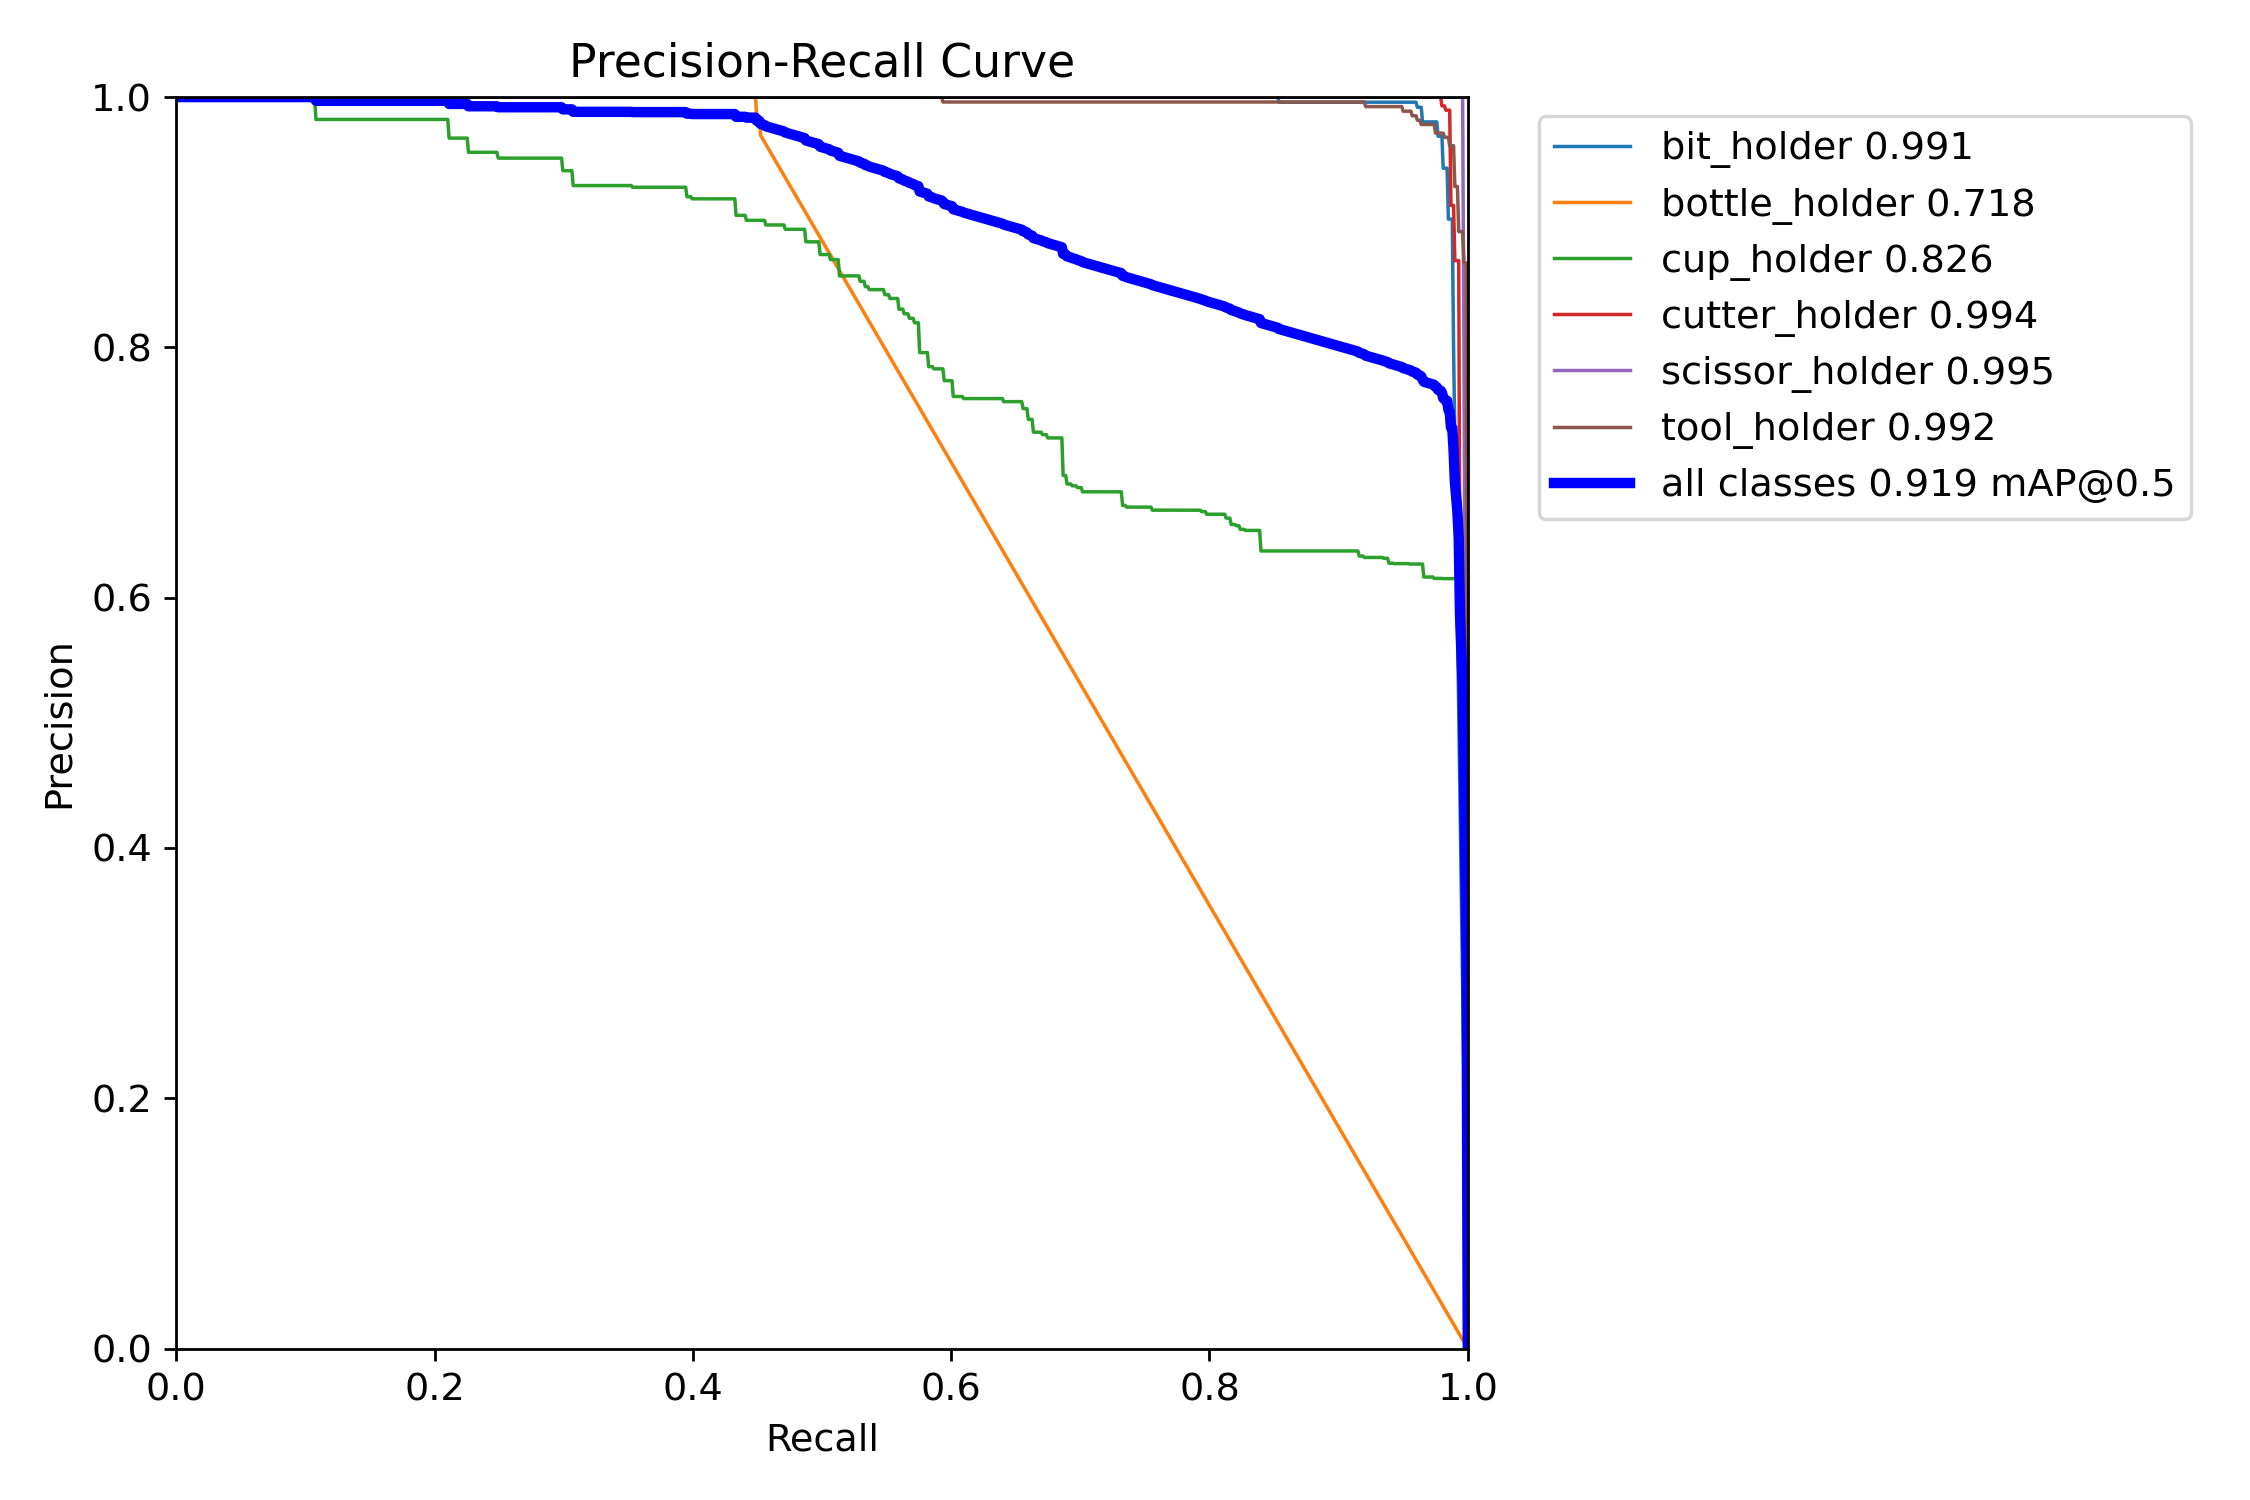 Precision-Recall Curve
1.0
0.8
0.6
0.4
0.2
0.0
Precision
0.0 0.2 0.4 0.6 0.8 1.0
Recall
bit_holder 0.991
bottle_holder 0.718
cup_holder 0.826
cutter_holder 0.994
scissor_holder 0.995
tool_holder 0.992
all classes 0.919 mAP@0.5